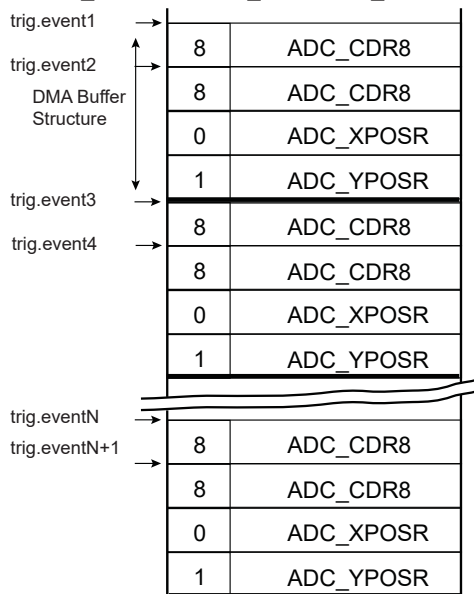 trig.event1
8 ADC_CDR8
trig.event2
DMA Buffer
Structure
8 ADC_CDR8
0 ADC_XPOSR
1 ADC_YPOSR
trig.event3
8 ADC_CDR8
trig.event4
8 ADC_CDR8
0 ADC_XPOSR
1 ADC_YPOSR
trig.eventN
8 ADC_CDR8
trig.eventN+1
8 ADC_CDR8
0 ADC_XPOSR
1 ADC_YPOSR